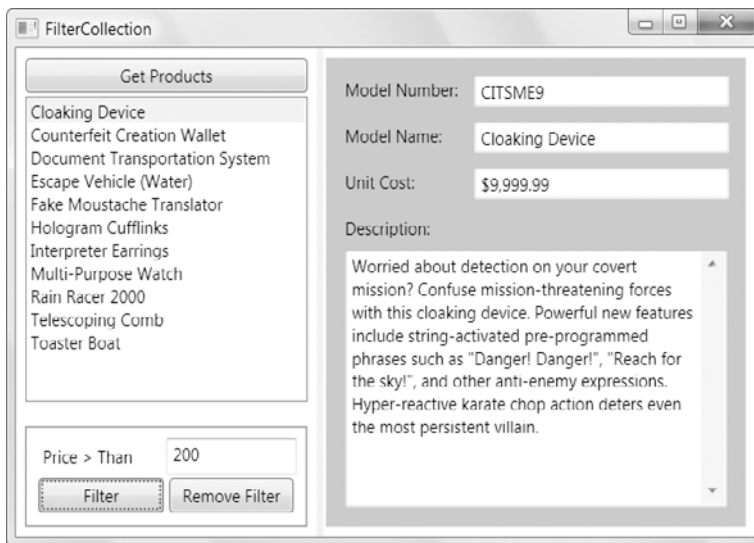 FilterCollection
Get Products
Cloaking Device
Counterfeit Creation Wallet
Document Transportation System
Escape Vehicle (Water)
Fake Moustache Translator
Hologram Cufflinks
Interpreter Earrings
Multi-Purpose Watch
Rain Racer 2000
Telescoping Comb
Toaster Boat
Price > Than 200
Filter Remove Filter
Model Number: CITSME9
Model Name: Cloaking Device
Unit Cost: $9,999.99
Description:
Worried about detection on your covert
mission? Confuse mission-threatening forces
with this cloaking device. Powerful new features
include string-activated pre-programmed
phrases such as "Danger! Danger!", "Reach for
the sky!", and other anti-enemy expressions.
Hyper-reactive karate chop action deters even
the most persistent villain.